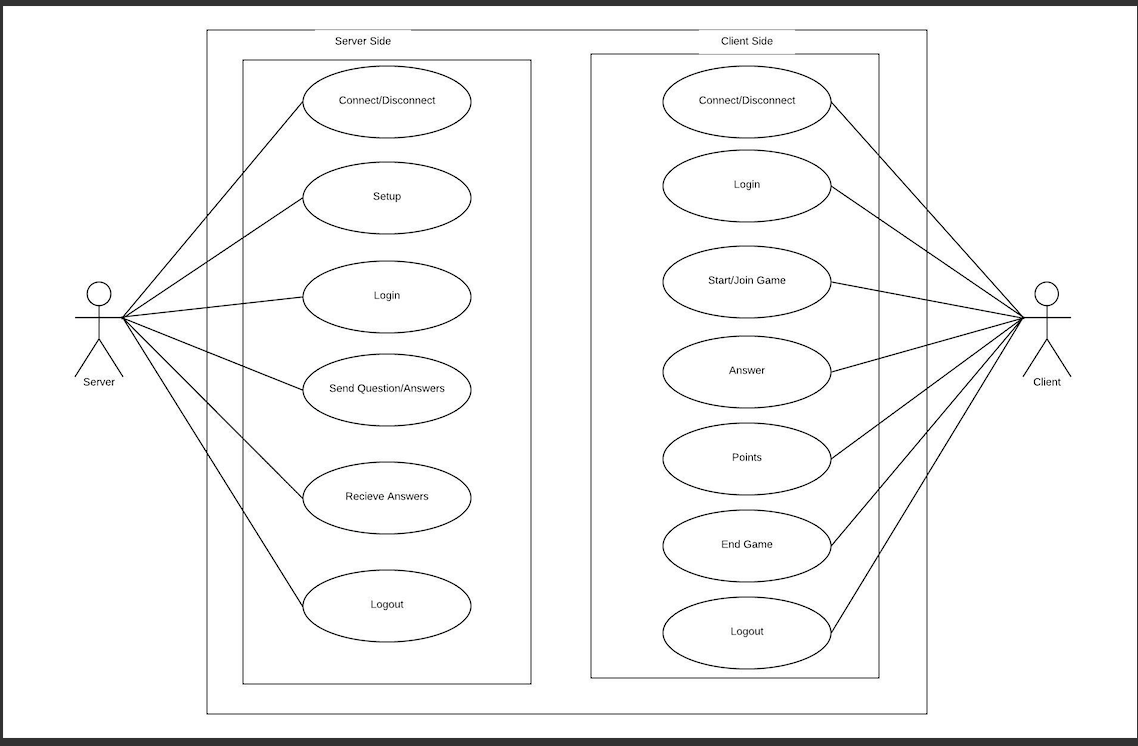 Server Side
Connect/Disconnect
Setup
Login
Send Question/Answers
Recieve Answers
Logout
Server
Client Side
Connect/Disconnect
Login
Start/Join Game
Answer
Points
End Game
Logout
Client